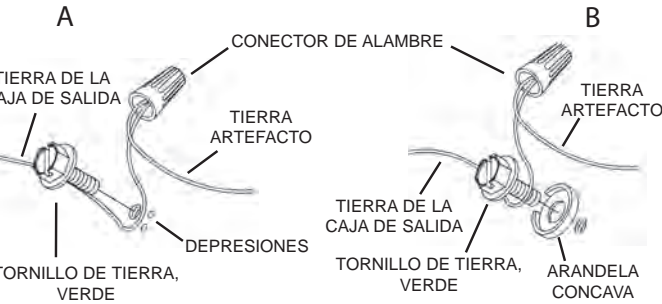 A
B
CONECTOR DE ALAMBRE
TIERRA DE LA
CAJA DE SALIDA
TIERRA
ARTEFACTO
TIERRA
ARTEFACTO
TIERRA DE LA
CAJA DE SALIDA
DEPRESIONES
TORNILLO DE TIERRA,
VERDE
TORNILLO DE TIERRA,
VERDE
ARANDELA
CONCAVA